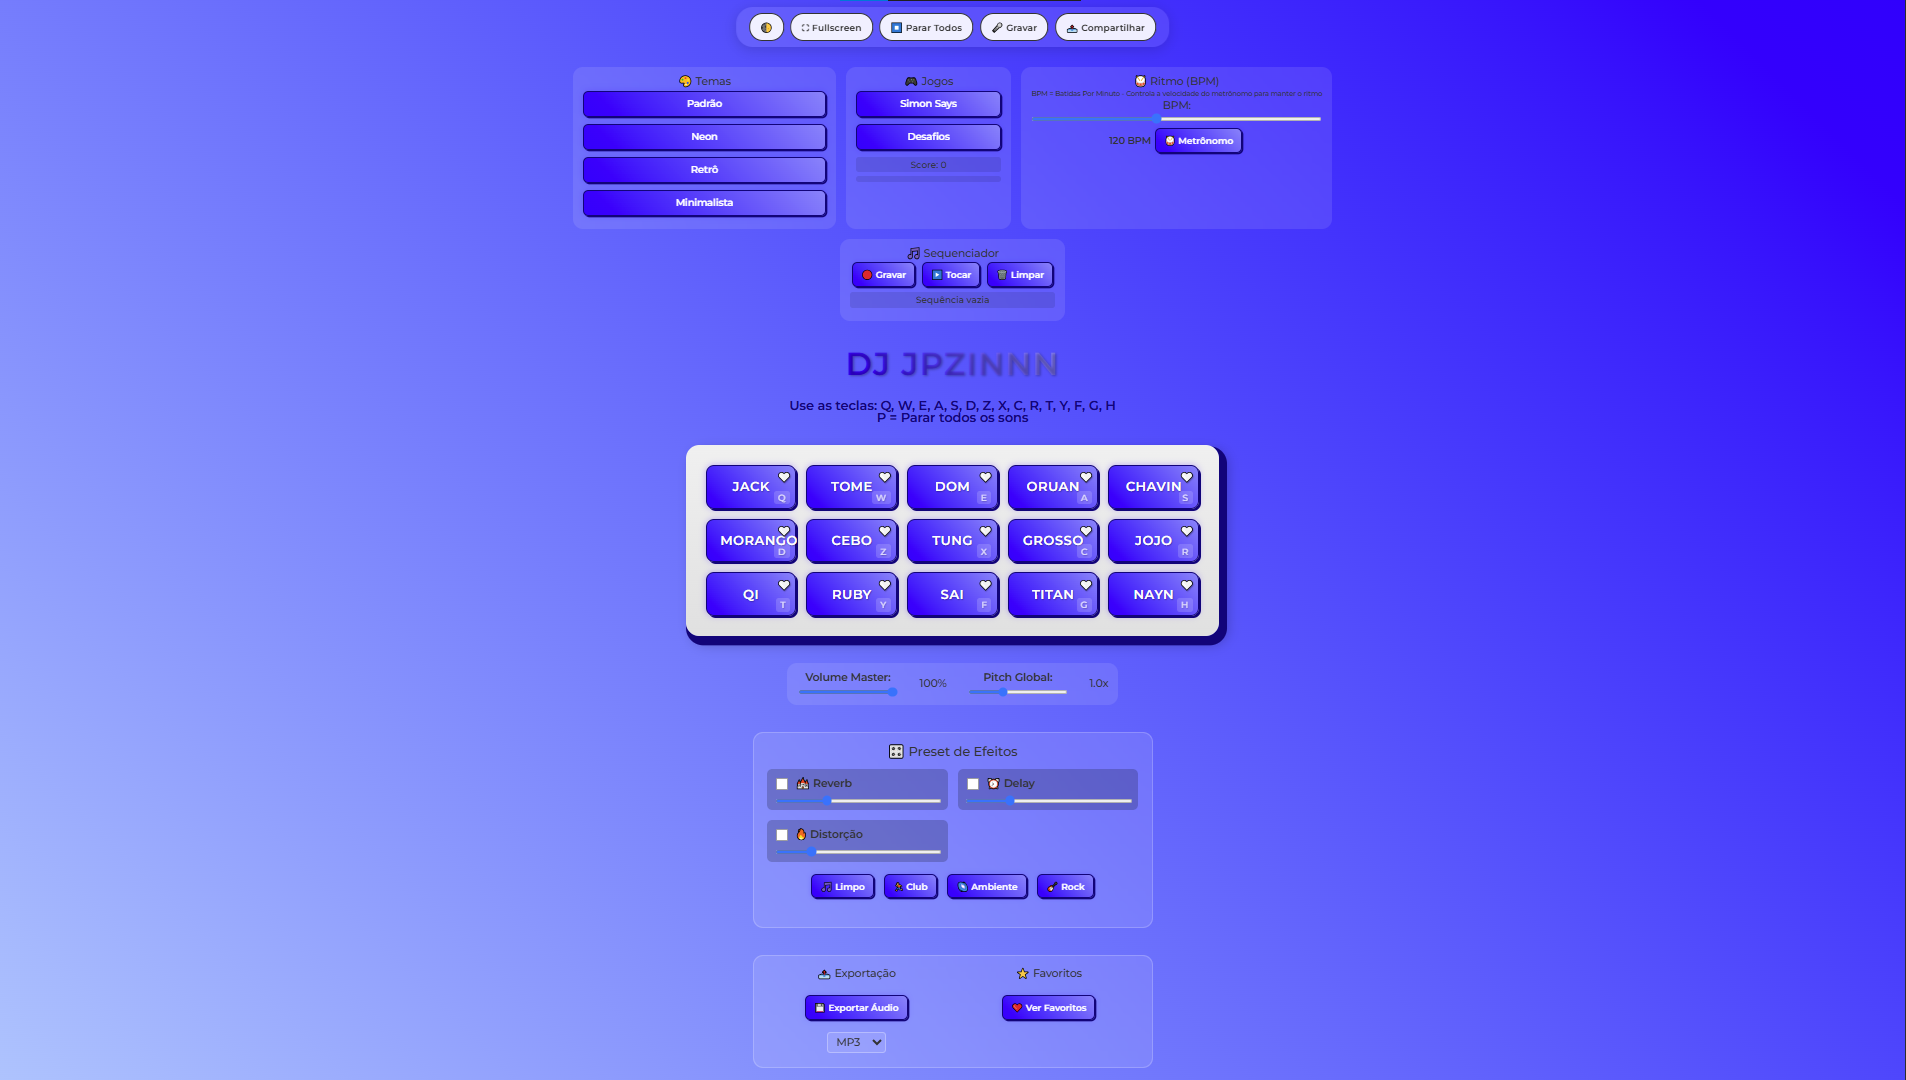 Fullscreen
Parar Todos
Gravar
Compartilhar
Temas
Padrão
Neon
Retrô
Minimalista
Jogos
Simon Says
Desafios
Score: 0
Ritmo (BPM)
BPM = Batidas Por Minuto - Controla a velocidade do metrônomo para manter o ritmo
BPM:
120 BPM
Metrônomo
Sequenciador
Gravar
Tocar
Limpar
Sequência vazia
DJ JPZINNN
Use as teclas: Q, W, E, A, S, D, Z, X, C, R, T, Y, F, G, H
P = Parar todos os sons
JACK Q
TOME W
DOM E
ORUAN A
CHAVIN S
MORANGO D
CEBO Z
TUNG X
GROSSO C
JOJO R
QI T
RUBY Y
SAI F
TITAN G
NAYN H
Volume Master:
100%
Pitch Global:
1.0x
Preset de Efeitos
Reverb
Delay
Distorção
Limpo
Club
Ambiente
Rock
Exportação
Exportar Áudio
MP3
Favoritos
Ver Favoritos